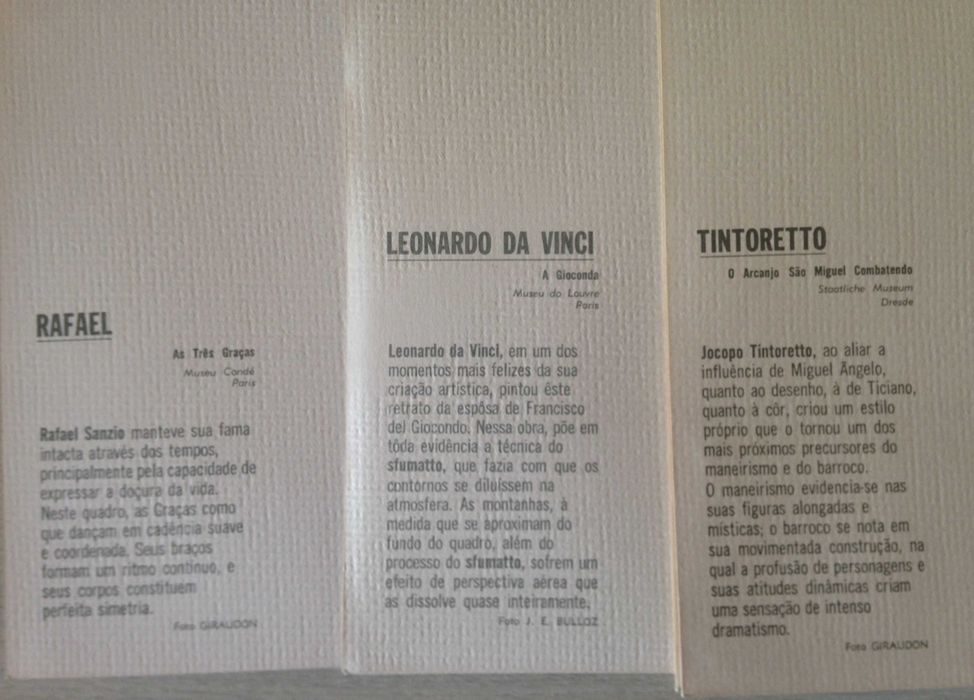 RAFAEL
As Três Graças
Museu Condé
Paris
Rafael Sanzio manteve sua fama
intacta através dos tempos,
principalmente pela capacidade de
expressar a doçura da vida.
Neste quadro, as Graças como
que dançam em cadência suave
e coordenada. Seus braços
formam um ritmo contínuo, e
seus corpos constituem
perfeita simetria.
Foto GIRAUDON
LEONARDO DA VINCI
A Gioconda
Museu do Louvre
Paris
Leonardo da Vinci, em um dos
momentos mais felizes da sua
criação artística, pintou êste
retrato da espôsa de Francisco
del Giocondo. Nessa obra, põe em
tôda evidência a técnica do
sfumatto, que fazia com que os
contornos se diluíssem na
atmosfera. As montanhas, à
medida que se aproximam do
fundo do quadro, além do
processo do sfumatto, sofrem um
efeito de perspectiva aérea que
as dissolve quase inteiramente.
Foto J. E. BULLOZ
TINTORETTO
O Arcanjo São Miguel Combatendo
Staatliche Museum
Dresde
Jocopo Tintoretto, ao aliar a
influência de Miguel Ângelo,
quanto ao desenho, à de Ticiano,
quanto à côr, criou um estilo
próprio que o tornou um dos
mais próximos precursores do
maneirismo e do barroco.
O maneirismo evidencia-se nas
suas figuras alongadas e
místicas; o barroco se nota em
sua movimentada construção, na
qual a profusão de personagens e
suas atitudes dinâmicas criam
uma sensação de intenso
dramatismo.
Foto GIRAUDON